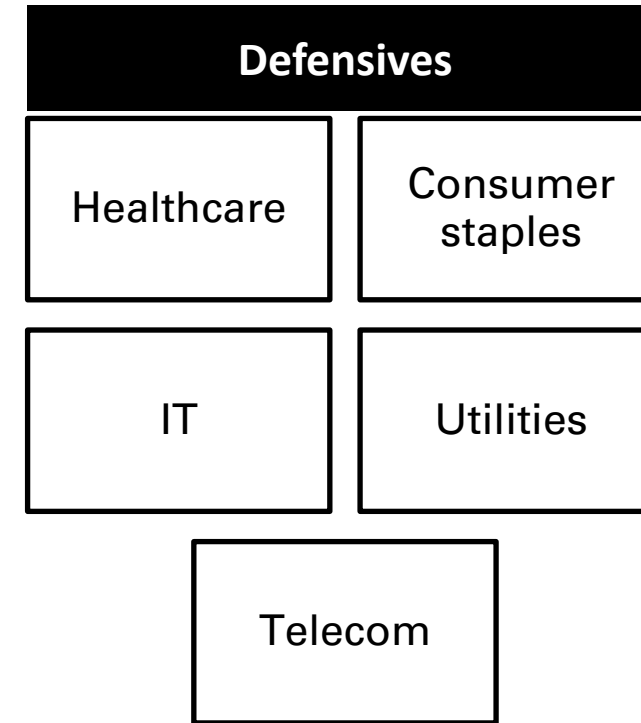 Defensives
Healthcare
Consumer
staples
IT
Utilities
Telecom